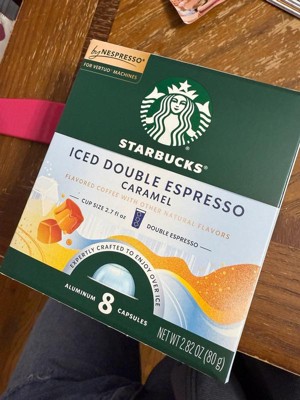 by NESPRESSO®
FOR VERTUO MACHINES
STARBUCKS®
ICED DOUBLE ESPRESSO
CARAMEL
FLAVORED COFFEE WITH OTHER NATURAL FLAVORS
CUP SIZE 2.7 fl oz DOUBLE ESPRESSO
EXPERTLY CRAFTED TO ENJOY OVER ICE
ALUMINUM 8 CAPSULES
NET WT 2.82 OZ (80g)